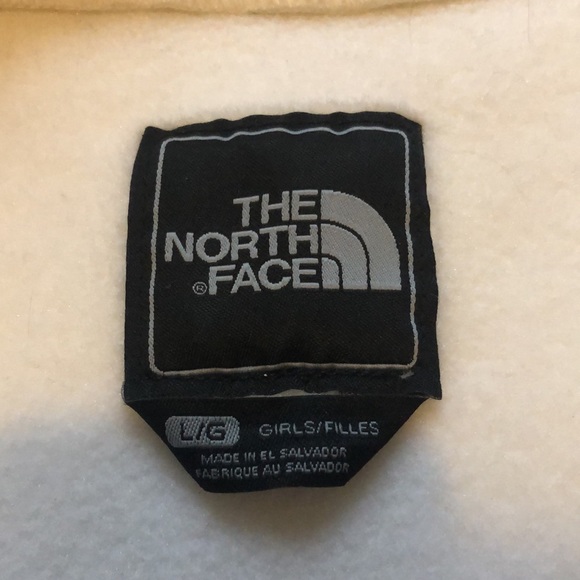 THE
NORTH
® FACE
L/G GIRLS/FILLES
MADE IN EL SALVADOR
FABRIQUE AU SALVADOR